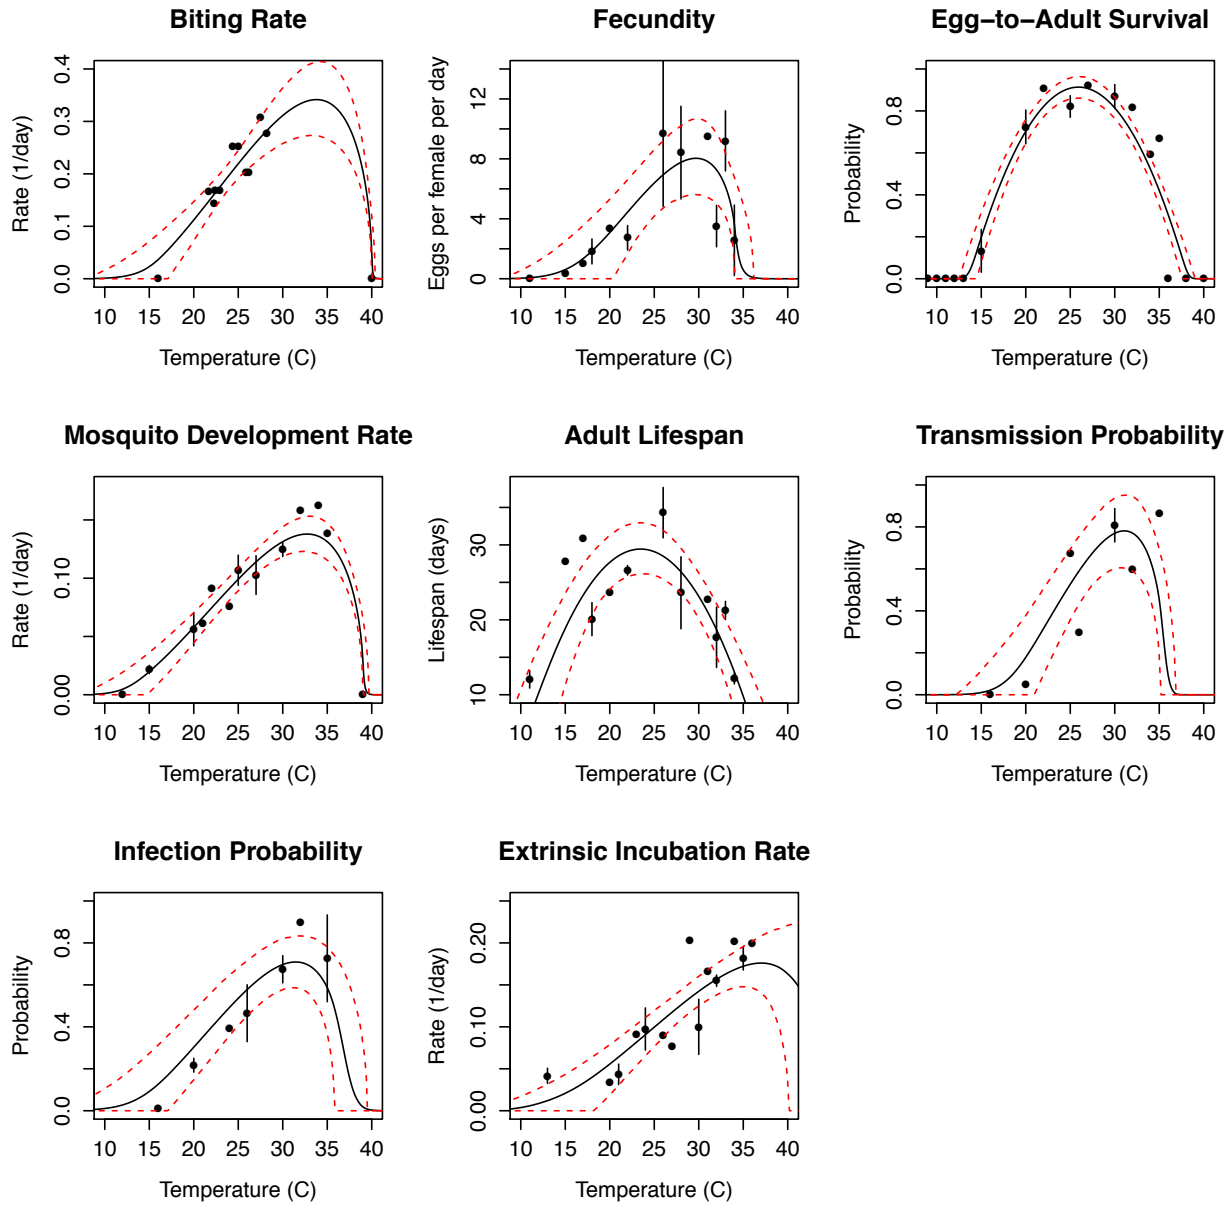 Biting Rate
Fecundity
Egg−to−Adult Survival
Rate (1/day)
0.0 0.1 0.2 0.3 0.4
10 15 20 25 30 35 40
Temperature (C)
Eggs per female per day
0 4 8 12
10 15 20 25 30 35 40
Temperature (C)
Probability
0.0 0.4 0.8
10 15 20 25 30 35 40
Temperature (C)
Mosquito Development Rate
Adult Lifespan
Transmission Probability
Rate (1/day)
0.00 0.10
10 15 20 25 30 35 40
Temperature (C)
Lifespan (days)
10 20 30
10 15 20 25 30 35 40
Temperature (C)
Probability
0.0 0.4 0.8
10 15 20 25 30 35 40
Temperature (C)
Infection Probability
Extrinsic Incubation Rate
Probability
0.0 0.4 0.8
10 15 20 25 30 35 40
Temperature (C)
Rate (1/day)
0.00 0.10 0.20
10 15 20 25 30 35 40
Temperature (C)